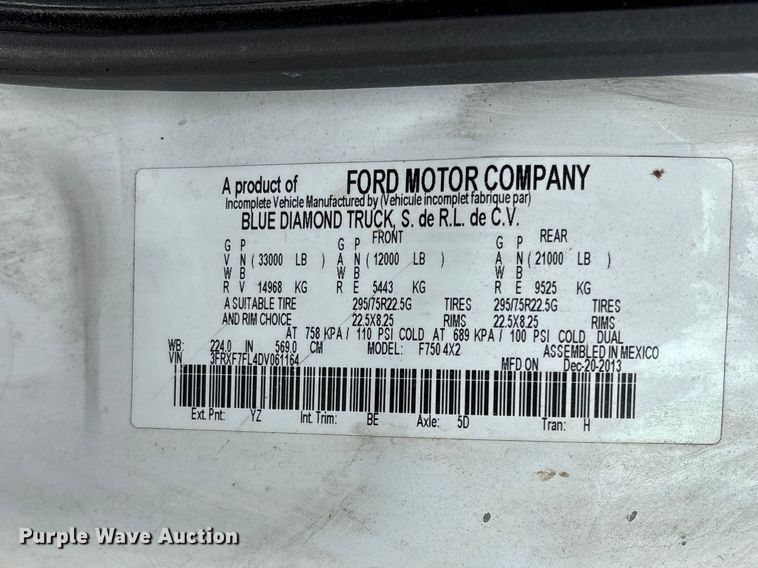 A product of FORD MOTOR COMPANY
Incomplete Vehicle Manufactured by (Vehicule incomplet fabrique par)
BLUE DIAMOND TRUCK, S. de R.L. de C.V.
FRONT REAR
G P G P G P
V N ( 33000 LB ) A N ( 12000 LB ) A N ( 21000 LB )
W B W B W B
R V 14968 KG R E 5443 KG R E 9525 KG
A SUITABLE TIRE 295/75R22.5G TIRES 295/75R22.5G TIRES
AND RIM CHOICE 22.5X8.25 RIMS 22.5X8.25 RIMS
AT 758 KPA / 110 PSI COLD AT 689 KPA / 100 PSI COLD DUAL
WB: 224.0 IN 569.0 CM MODEL: F750 4X2 ASSEMBLED IN MEXICO
VIN 3FRXF7FL4DV061164 MFD ON Dec-20-2013
Ext. Pnt: YZ Int. Trim: BE Axle: 5D Tran: H
Purple Wave Auction